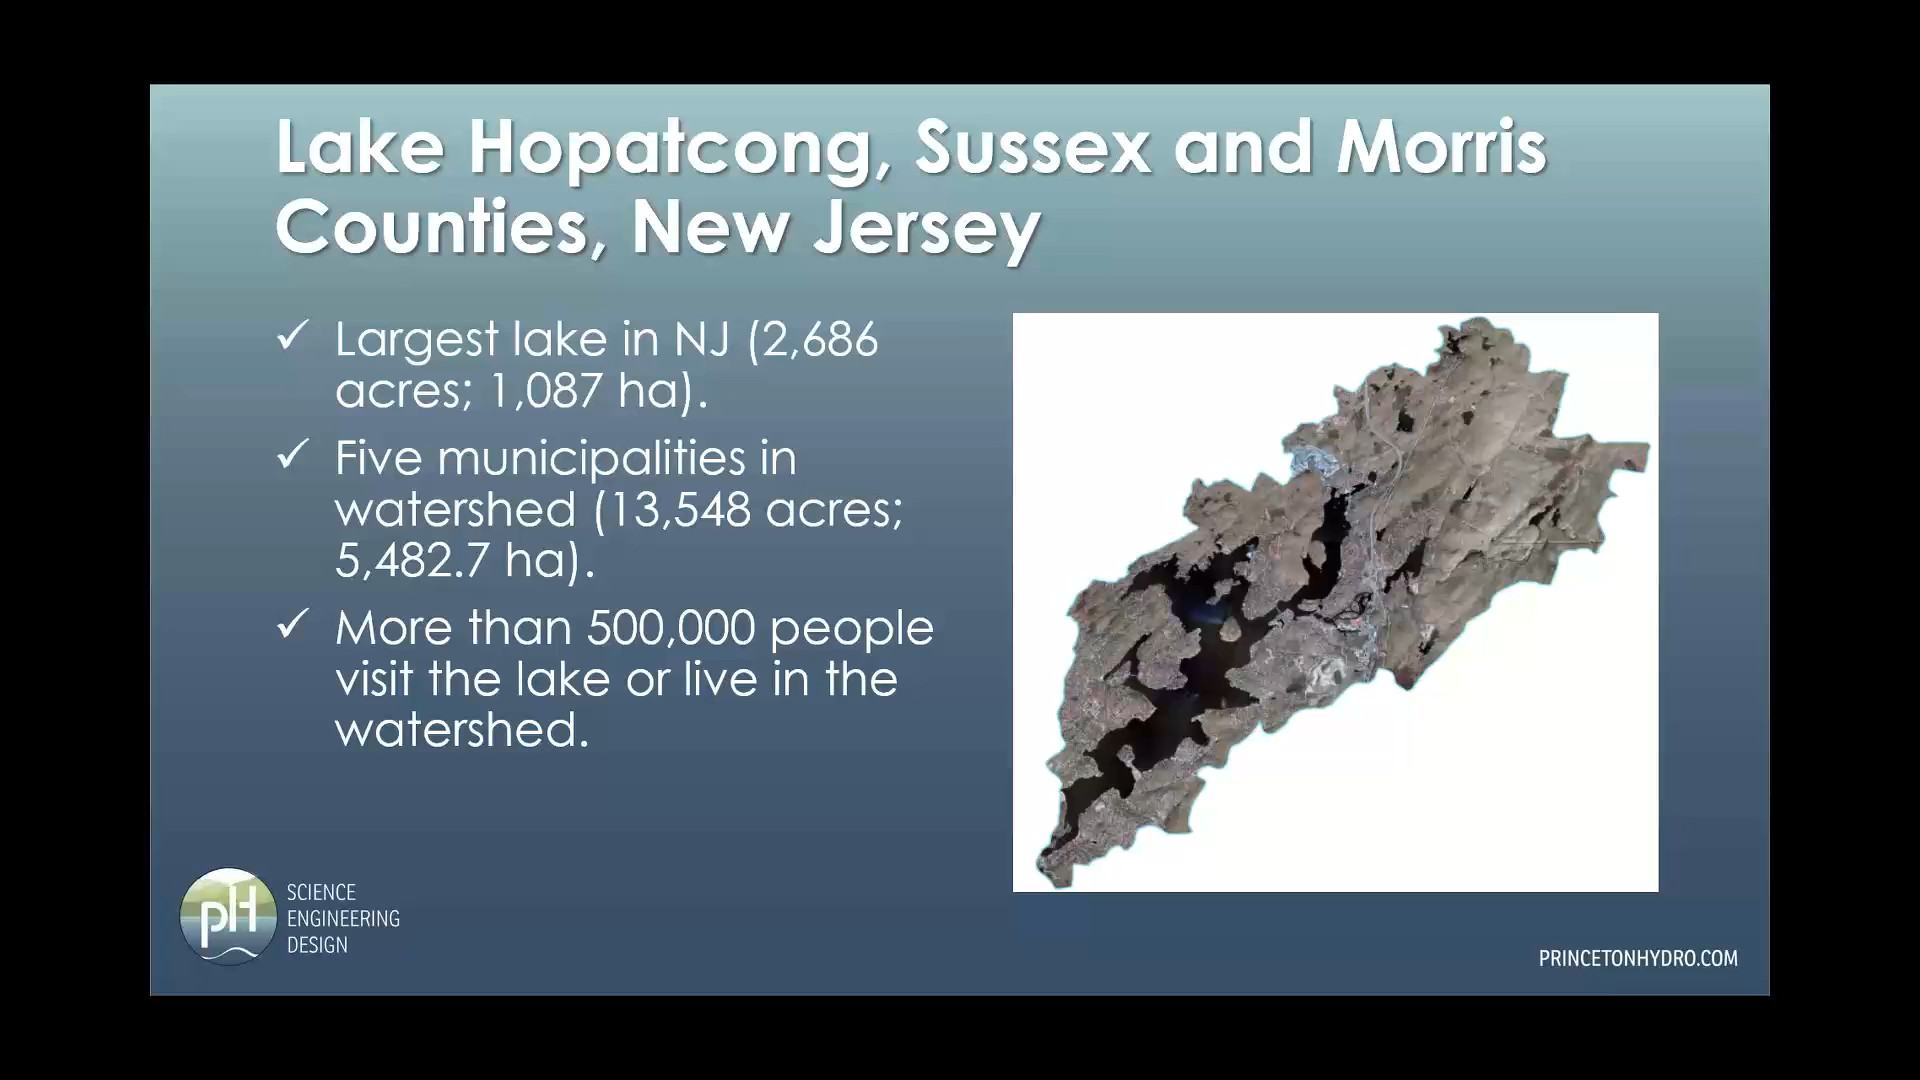 Lake Hopatcong, Sussex and Morris
Counties, New Jersey
✓ Largest lake in NJ (2,686
acres; 1,087 ha).
✓ Five municipalities in
watershed (13,548 acres;
5,482.7 ha).
✓ More than 500,000 people
visit the lake or live in the
watershed.
pH
SCIENCE
ENGINEERING
DESIGN
PRINCETONHYDRO.COM